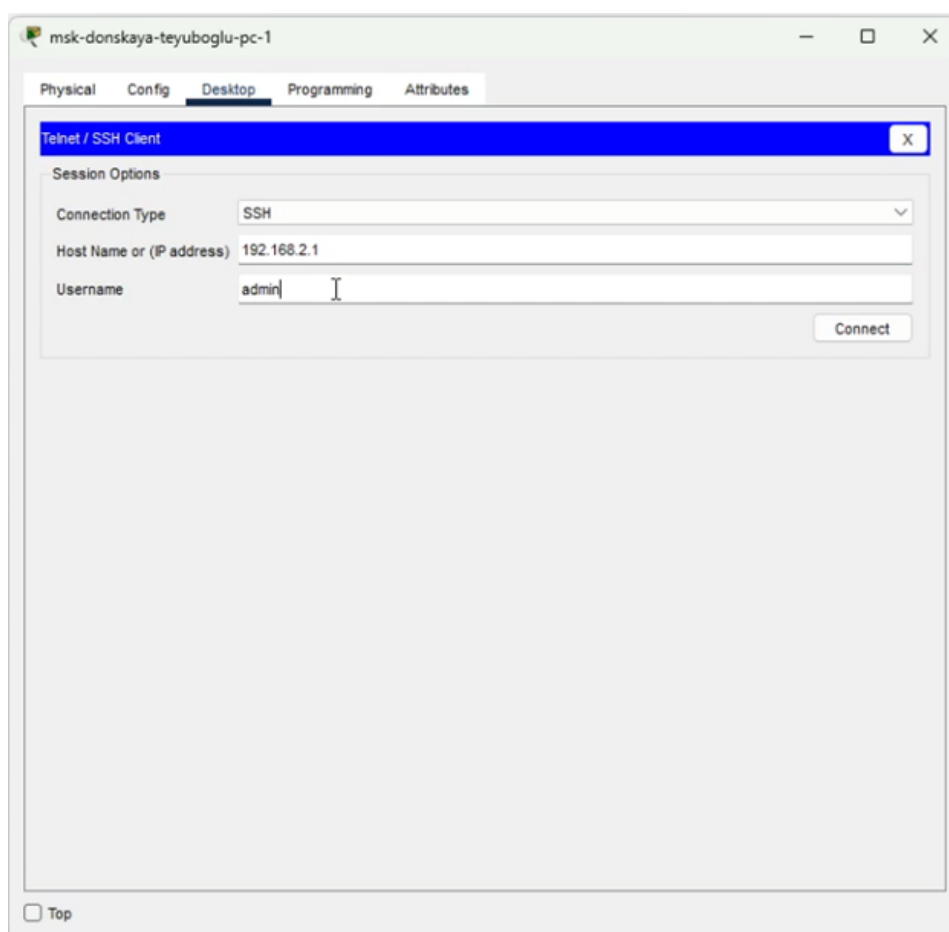 msk-donskaya-teyuboglu-pc-1
Physical Config Desktop Programming Attributes
Telnet / SSH Client X
Session Options
Connection Type SSH
Host Name or (IP address) 192.168.2.1
Username admin
Connect
Top